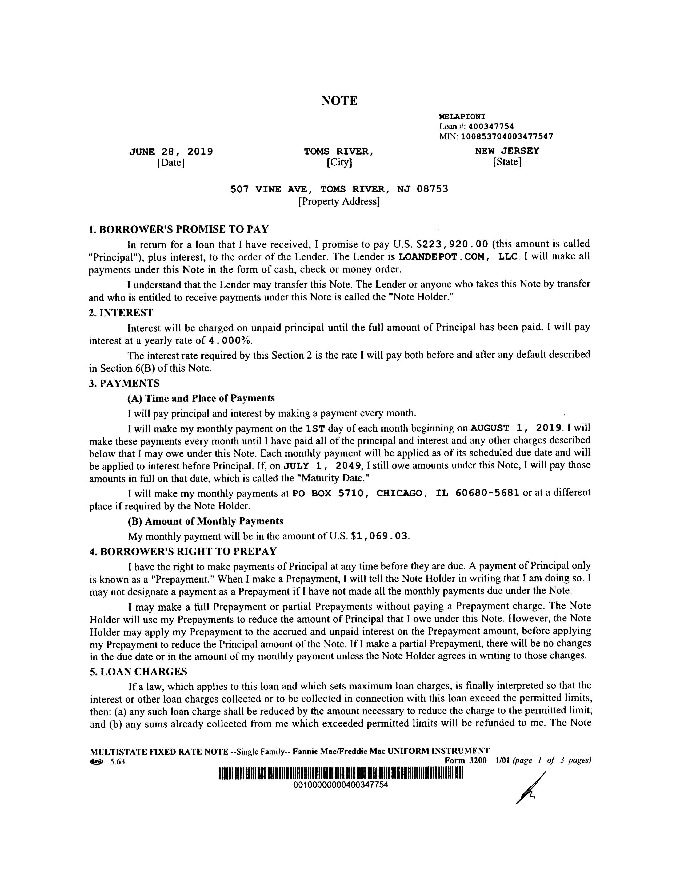 NOTE
MELAPIONI
Loan #: 400347754
MIN: 100853704003477547
JUNE 28, 2019 TOMS RIVER, NEW JERSEY
[Date] [City] [State]
507 VINE AVE, TOMS RIVER, NJ 08753
[Property Address]
1. BORROWER'S PROMISE TO PAY
In return for a loan that I have received, I promise to pay U.S. $223,920.00 (this amount is called
"Principal"), plus interest, to the order of the Lender. The Lender is LOANDEPOT.COM, LLC. I will make all
payments under this Note in the form of cash, check or money order.
I understand that the Lender may transfer this Note. The Lender or anyone who takes this Note by transfer
and who is entitled to receive payments under this Note is called the "Note Holder."
2. INTEREST
Interest will be charged on unpaid principal until the full amount of Principal has been paid. I will pay
interest at a yearly rate of 4.000%.
The interest rate required by this Section 2 is the rate I will pay both before and after any default described
in Section 6(B) of this Note.
3. PAYMENTS
(A) Time and Place of Payments
I will pay principal and interest by making a payment every month.
I will make my monthly payment on the 1ST day of each month beginning on AUGUST 1, 2019. I will
make these payments every month until I have paid all of the principal and interest and any other charges described
below that I may owe under this Note. Each monthly payment will be applied as of its scheduled due date and will
be applied to interest before Principal. If, on JULY 1, 2049, I still owe amounts under this Note, I will pay those
amounts in full on that date, which is called the "Maturity Date."
I will make my monthly payments at PO BOX 5710, CHICAGO, IL 60680-5681 or at a different
place if required by the Note Holder.
(B) Amount of Monthly Payments
My monthly payment will be in the amount of U.S. $1,069.03.
4. BORROWER'S RIGHT TO PREPAY
I have the right to make payments of Principal at any time before they are due. A payment of Principal only
is known as a "Prepayment." When I make a Prepayment, I will tell the Note Holder in writing that I am doing so. I
may not designate a payment as a Prepayment if I have not made all the monthly payments due under the Note.
I may make a full Prepayment or partial Prepayments without paying a Prepayment charge. The Note
Holder will use my Prepayments to reduce the amount of Principal that I owe under this Note. However, the Note
Holder may apply my Prepayment to the accrued and unpaid interest on the Prepayment amount, before applying
my Prepayment to reduce the Principal amount of the Note. If I make a partial Prepayment, there will be no changes
in the due date or in the amount of my monthly payment unless the Note Holder agrees in writing to those changes.
5. LOAN CHARGES
If a law, which applies to this loan and which sets maximum loan charges, is finally interpreted so that the
interest or other loan charges collected or to be collected in connection with this loan exceed the permitted limits,
then: (a) any such loan charge shall be reduced by the amount necessary to reduce the charge to the permitted limit;
and (b) any sums already collected from me which exceeded permitted limits will be refunded to me. The Note
MULTISTATE FIXED RATE NOTE --Single Family-- Fannie Mae/Freddie Mac UNIFORM INSTRUMENT
5.63 Form 3200 1/01 (page 1 of 3 pages)
00100000000400347754